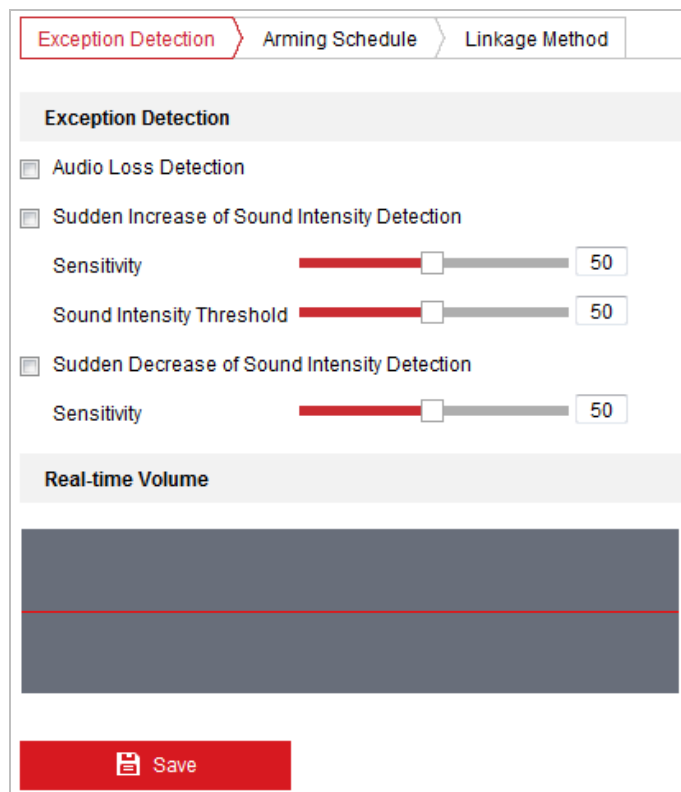 Exception Detection Arming Schedule Linkage Method
Exception Detection
Audio Loss Detection
Sudden Increase of Sound Intensity Detection
Sensitivity 50
Sound Intensity Threshold 50
Sudden Decrease of Sound Intensity Detection
Sensitivity 50
Real-time Volume
Save